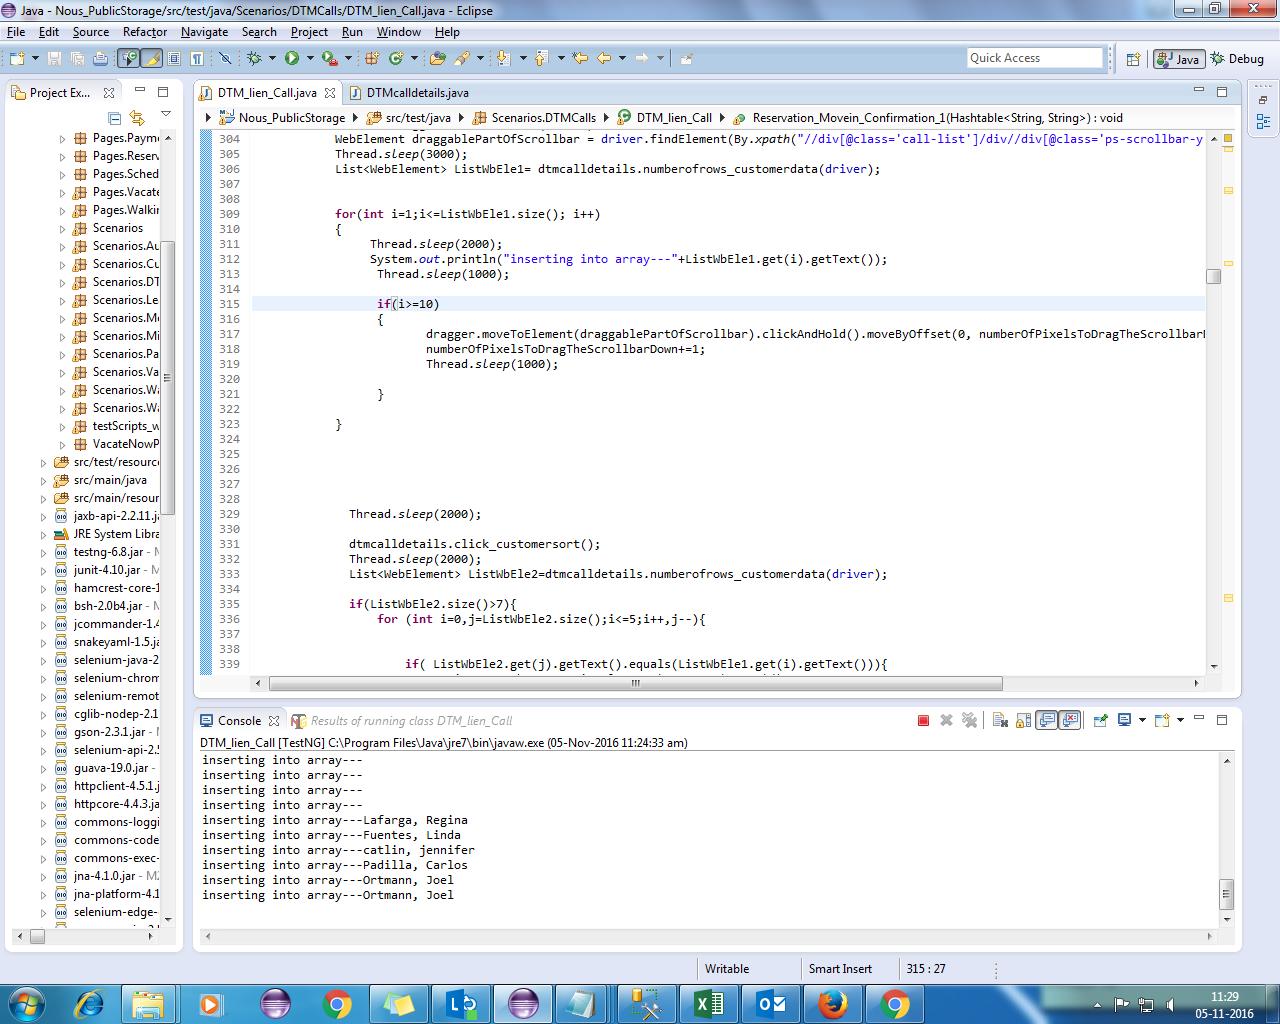 Java - Nous_PublicStorage/src/test/java/Scenarios/DTMCalls/DTM_lien_Call.java - Eclipse
File Edit Source Refactor Navigate Search Project Run Window Help
Quick Access
Java
Debug
Project Ex...
Pages.Payme
Pages.Reser
Pages.Sched
Pages.Vacate
Pages.Walkin
Scenarios
Scenarios.Au
Scenarios.Cu
Scenarios.DT
Scenarios.Le
Scenarios.Mo
Scenarios.Mi
Scenarios.Pa
Scenarios.Va
Scenarios.Wa
Scenarios.Wa
testScripts_w
VacateNowP
src/test/resourc
src/main/java
src/main/resour
jaxb-api-2.2.11.ja
JRE System Libra
testng-6.8.jar - M
junit-4.10.jar - M
hamcrest-core-1
bsh-2.0b4.jar - M
jcommander-1.4
snakeyaml-1.5.ja
selenium-java-2
selenium-chrom
selenium-remot
cglib-nodep-2.1
gson-2.3.1.jar -
selenium-api-2.5
guava-19.0.jar -
httpclient-4.5.1.j
httpcore-4.4.3.ja
commons-loggi
commons-code
commons-exec-
jna-4.1.0.jar - M2
jna-platform-4.1
selenium-edge-
DTM_lien_Call.java
DTMcalldetails.java
Nous_PublicStorage
src/test/java
Scenarios.DTMCalls
DTM_lien_Call
Reservation_Movein_Confirmation_1(Hashtable<String, String>) : void
304 WebElement draggablePartOfScrollbar = driver.findElement(By.xpath("//div[@class='call-list']/div//div[@class='ps-scrollbar-y
305 Thread.sleep(3000);
306 List<WebElement> ListWbEle1= dtmcalldetails.numberofrows_customerdata(driver);
307
308
309 for(int i=1;i<=ListWbEle1.size(); i++)
310 {
311 Thread.sleep(2000);
312 System.out.println("inserting into array---"+ListWbEle1.get(i).getText());
313 Thread.sleep(1000);
314
315 if(i>=10)
316 {
317 dragger.moveToElement(draggablePartOfScrollbar).clickAndHold().moveByOffset(0, numberOfPixelsToDragTheScrollbar
318 numberOfPixelsToDragTheScrollbarDown+=1;
319 Thread.sleep(1000);
320
321 }
322
323 }
324
325
326
327
328
329 Thread.sleep(2000);
330
331 dtmcalldetails.click_customersort();
332 Thread.sleep(2000);
333 List<WebElement> ListWbEle2=dtmcalldetails.numberofrows_customerdata(driver);
334
335 if(ListWbEle2.size()>7){
336 for (int i=0,j=ListWbEle2.size();i<=5;i++,j--){
337
338
339 if( ListWbEle2.get(j).getText().equals(ListWbEle1.get(i).getText())){
Console
Results of running class DTM_lien_Call
DTM_lien_Call [TestNG] C:\Program Files\Java\jre7\bin\javaw.exe (05-Nov-2016 11:24:33 am)
inserting into array---
inserting into array---
inserting into array---
inserting into array---
inserting into array---Lafarga, Regina
inserting into array---Fuentes, Linda
inserting into array---catlin, jennifer
inserting into array---Padilla, Carlos
inserting into array---Ortmann, Joel
inserting into array---Ortmann, Joel
Writable
Smart Insert
315 : 27
11:29
05-11-2016